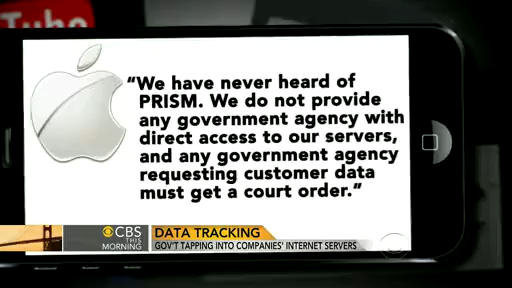 Tube
“We have never heard of
PRISM. We do not provide
any government agency with
direct access to our servers,
and any government agency
requesting customer data
must get a court order.”
CBS
THIS
MORNING
DATA TRACKING
GOV'T TAPPING INTO COMPANIES' INTERNET SERVERS